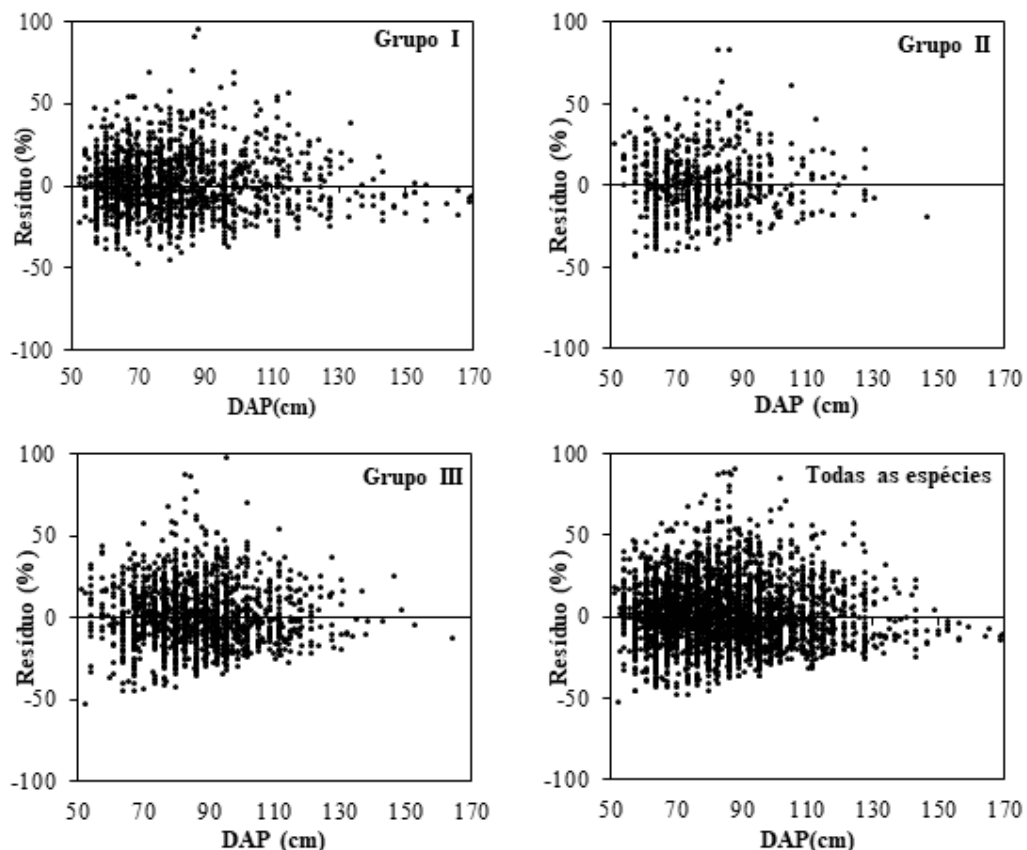 Grupo I
Resíduo (%)
100
50
0
-50
-100
50 70 90 110 130 150 170
DAP(cm)
Grupo II
Resíduo (%)
100
50
0
-50
-100
50 70 90 110 130 150 170
DAP (cm)
Grupo III
Resíduo (%)
100
50
0
-50
-100
50 70 90 110 130 150 170
DAP (cm)
Todas as espécies
Resíduo (%)
100
50
0
-50
-100
50 70 90 110 130 150 170
DAP(cm)